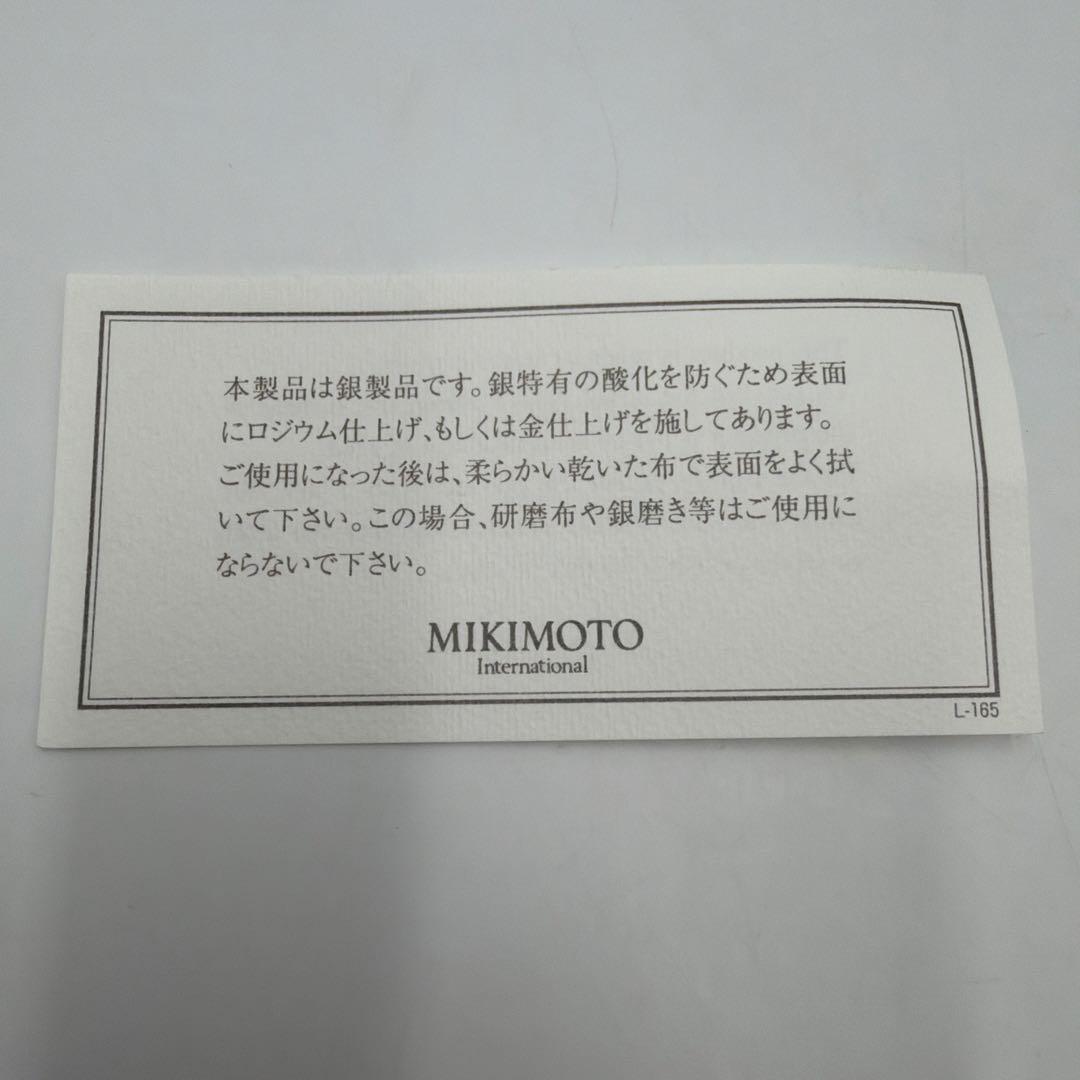 本製品は銀製品です。銀特有の酸化を防ぐため表面
にロジウム仕上げ、もしくは金仕上げを施してあります。
ご使用になった後は、柔らかい乾いた布で表面をよく拭
いて下さい。この場合、研磨布や銀磨き等はご使用に
ならないで下さい。
MIKIMOTO
International
L-165